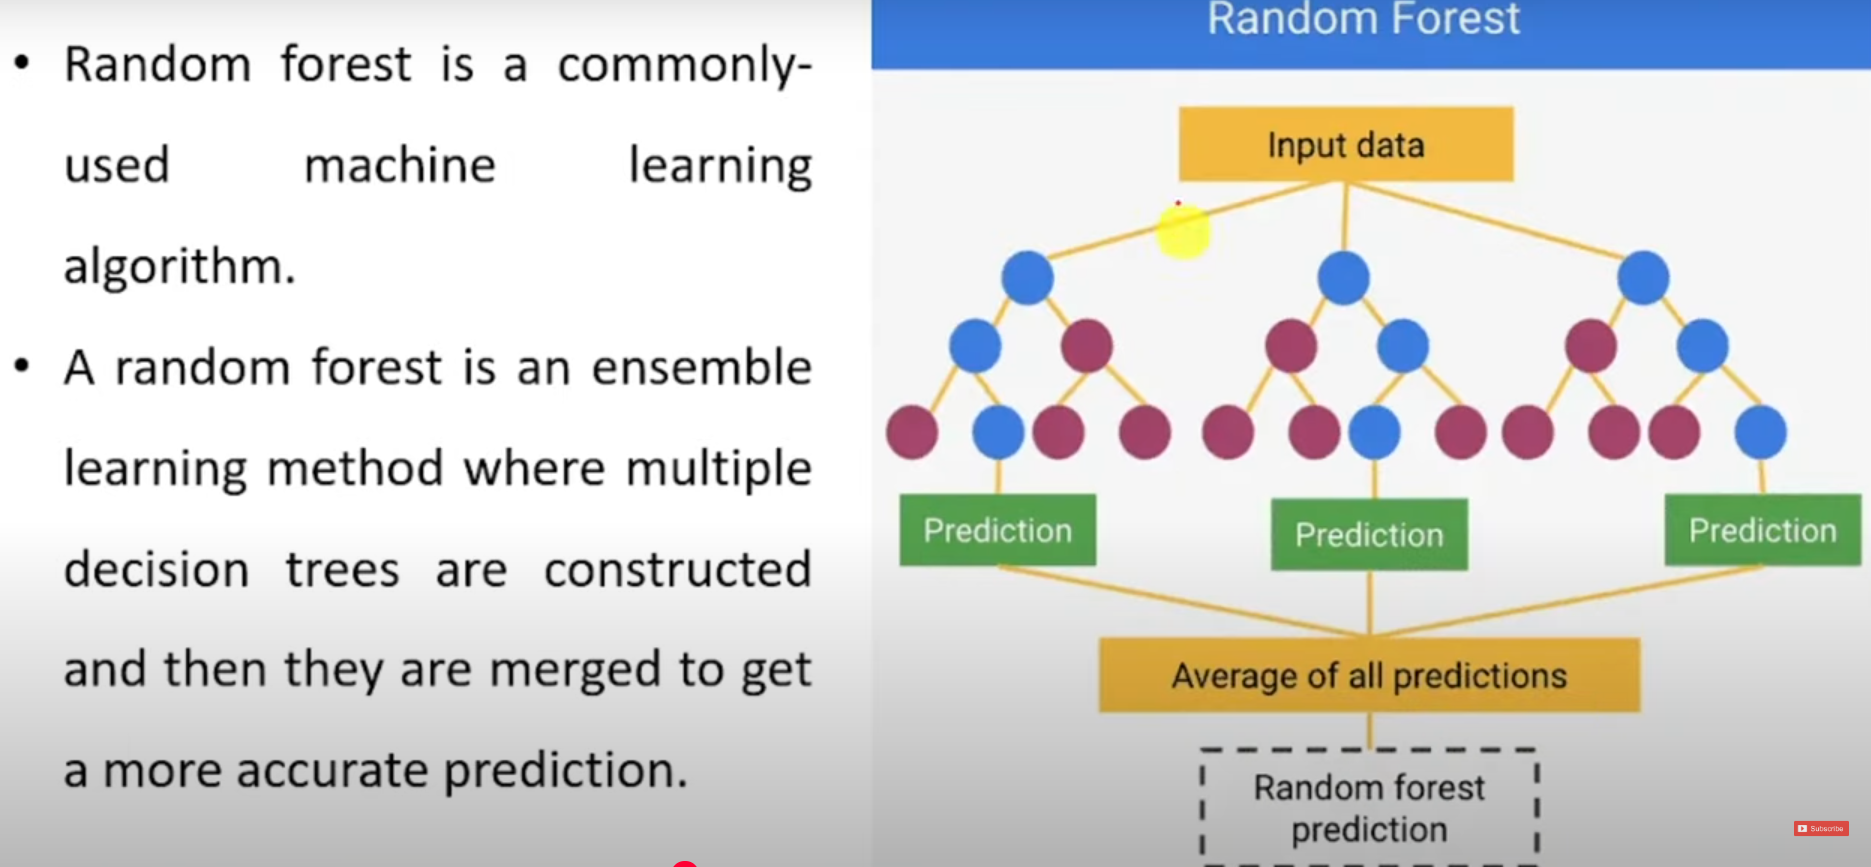 • Random forest is a commonly-
used machine learning
algorithm.
• A random forest is an ensemble
learning method where multiple
decision trees are constructed
and then they are merged to get
a more accurate prediction.
Random Forest
Input data
Prediction
Prediction
Prediction
Average of all predictions
Random forest
prediction
Subscribe